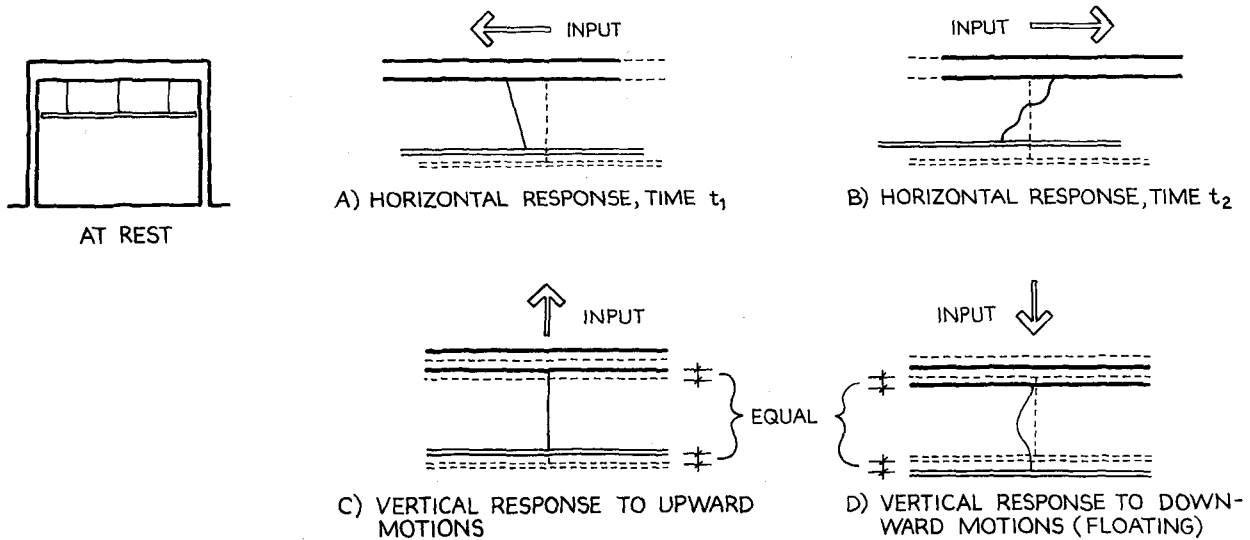 INPUT
INPUT
AT REST
A) HORIZONTAL RESPONSE, TIME t₁
B) HORIZONTAL RESPONSE, TIME t₂
INPUT
INPUT
EQUAL
C) VERTICAL RESPONSE TO UPWARD
MOTIONS
D) VERTICAL RESPONSE TO DOWN-
WARD MOTIONS (FLOATING)